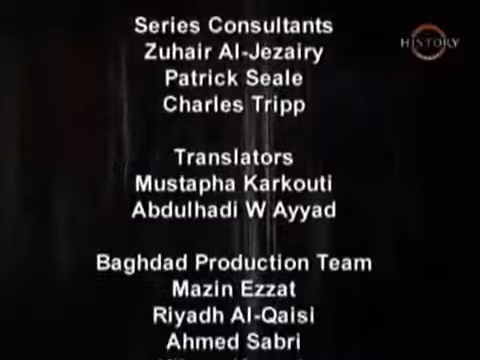 Series Consultants
HISTORY
Zuhair Al-Jezairy
Patrick Seale
Charles Tripp
Translators
Mustapha Karkouti
Abdulhadi W Ayyad
Baghdad Production Team
Mazin Ezzat
Riyadh Al-Qaisi
Ahmed Sabri